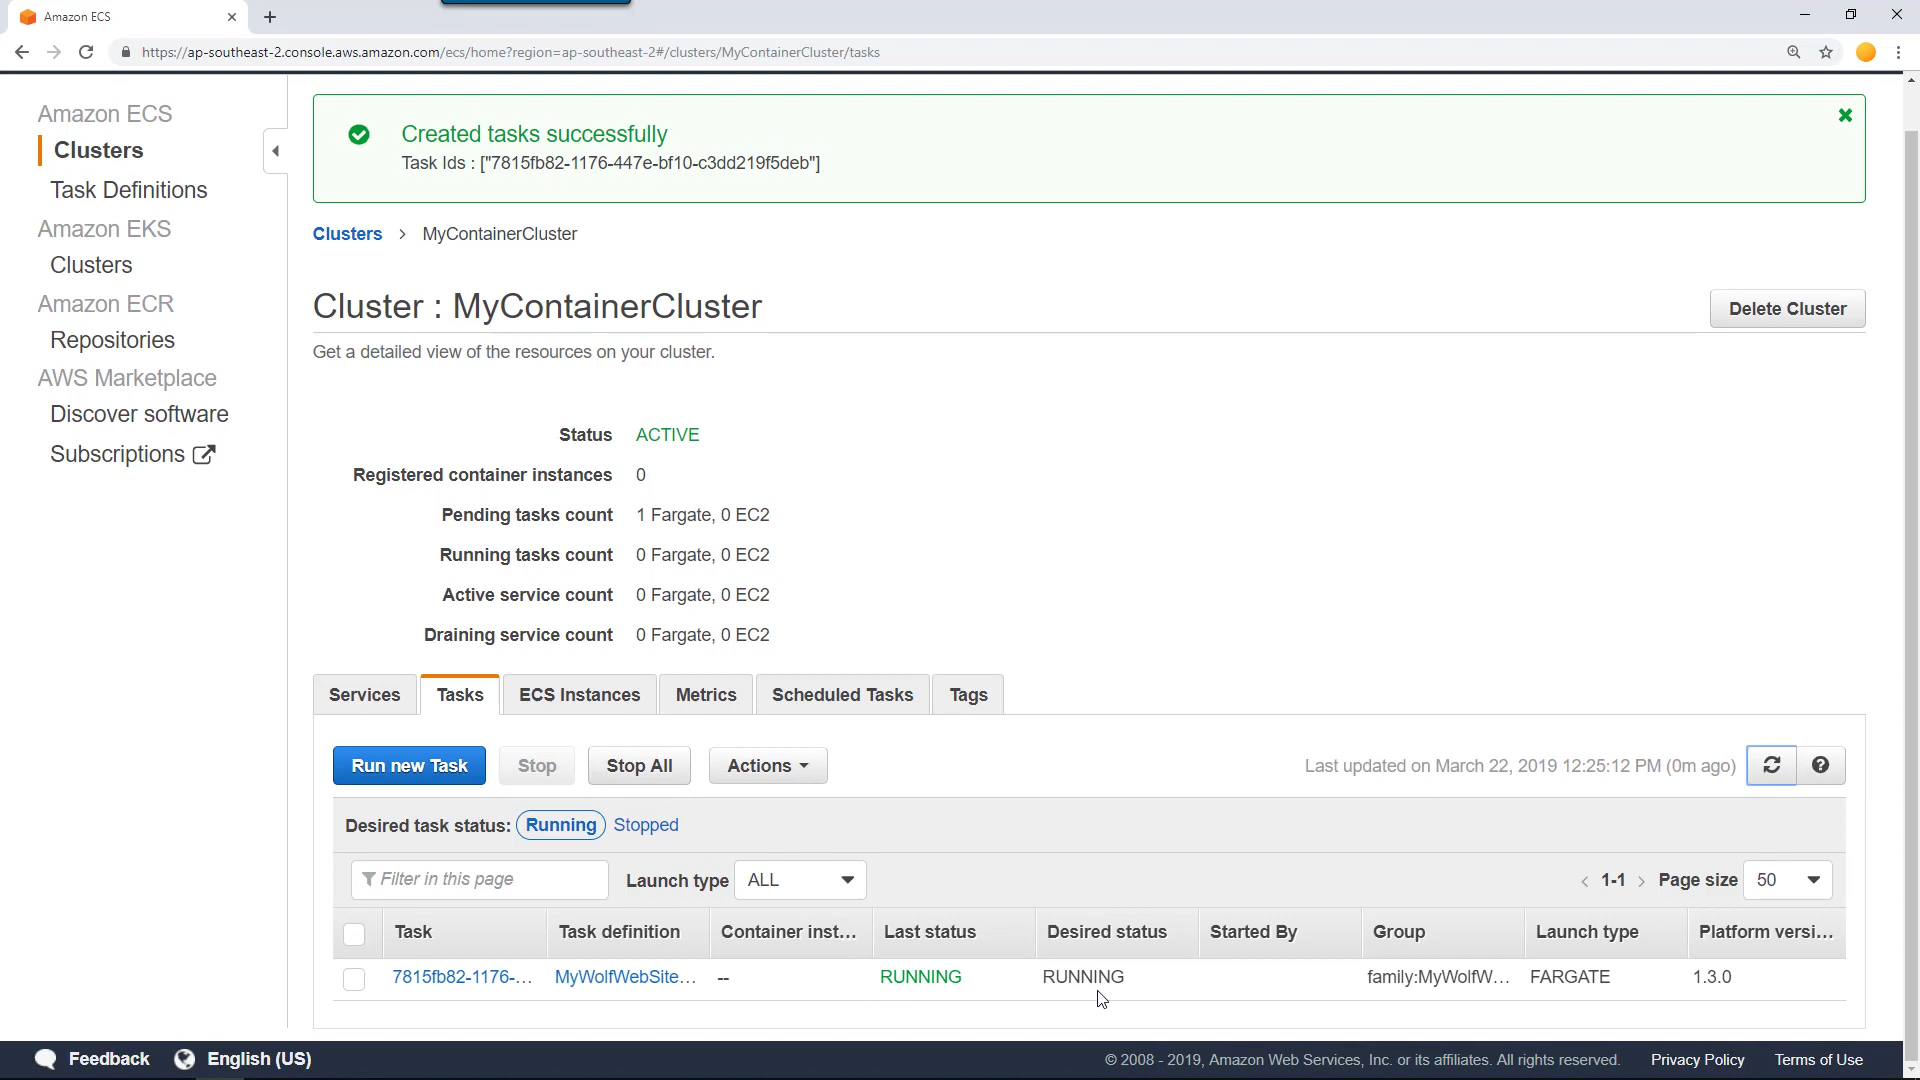 Amazon ECS
https://ap-southeast-2.console.aws.amazon.com/ecs/home?region=ap-southeast-2#/clusters/MyContainerCluster/tasks
Amazon ECS
Clusters
Task Definitions
Amazon EKS
Clusters
Amazon ECR
Repositories
AWS Marketplace
Discover software
Subscriptions
Created tasks successfully
Task Ids : ["7815fb82-1176-447e-bf10-c3dd219f5deb"]
Clusters > MyContainerCluster
Cluster : MyContainerCluster
Delete Cluster
Get a detailed view of the resources on your cluster.
Status ACTIVE
Registered container instances 0
Pending tasks count 1 Fargate, 0 EC2
Running tasks count 0 Fargate, 0 EC2
Active service count 0 Fargate, 0 EC2
Draining service count 0 Fargate, 0 EC2
Services Tasks ECS Instances Metrics Scheduled Tasks Tags
Run new Task Stop Stop All Actions Last updated on March 22, 2019 12:25:12 PM (0m ago)
Desired task status: Running Stopped
Filter in this page Launch type ALL < 1-1 > Page size 50
Task Task definition Container inst... Last status Desired status Started By Group Launch type Platform versi...
7815fb82-1176-... MyWolfWebSite... -- RUNNING RUNNING family:MyWolfW... FARGATE 1.3.0
Feedback English (US) © 2008 - 2019, Amazon Web Services, Inc. or its affiliates. All rights reserved. Privacy Policy Terms of Use